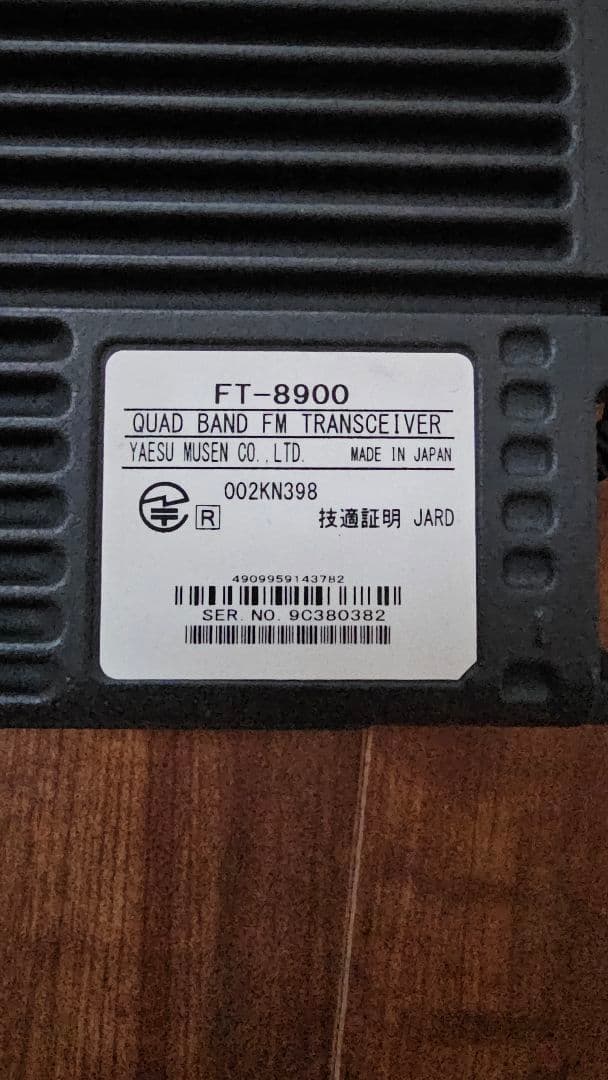 FT-8900
QUAD BAND FM TRANSCEIVER
YAESU MUSEN CO.,LTD. MADE IN JAPAN
R 002KN398
技適証明 JARD
4909959143782
SER. NO. 9C380382